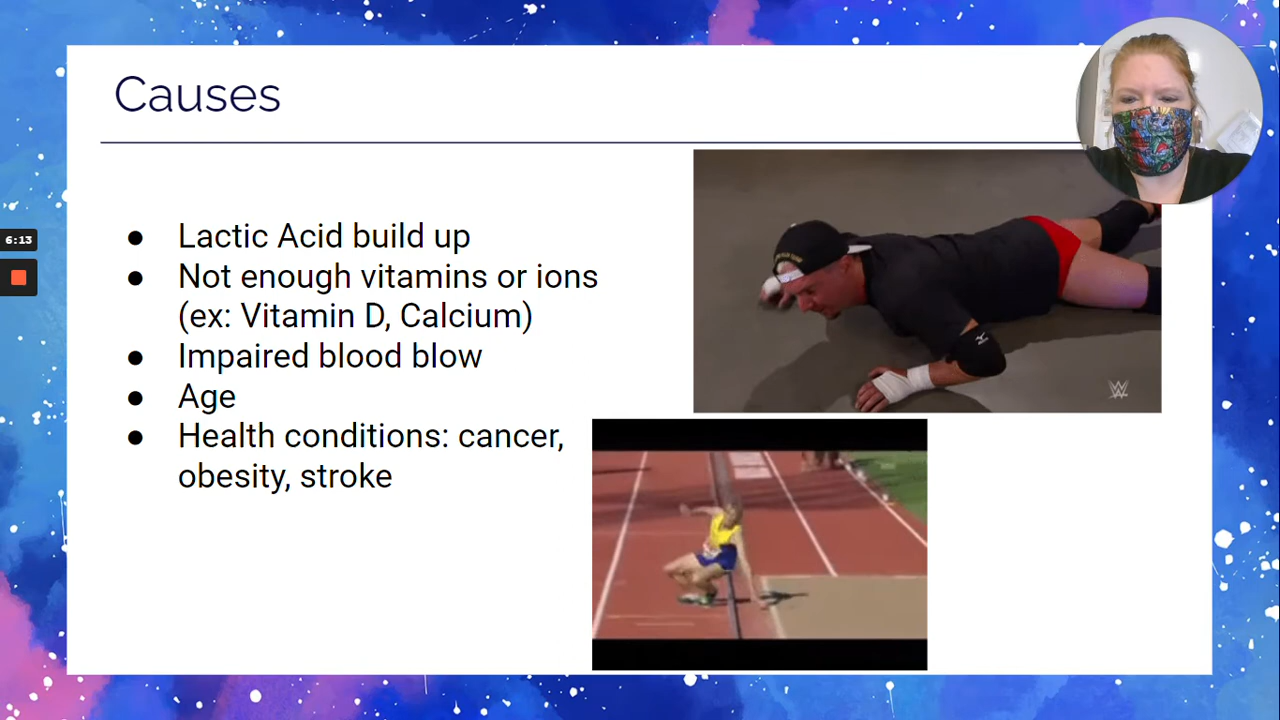 Causes
6:13
● Lactic Acid build up
● Not enough vitamins or ions
(ex: Vitamin D, Calcium)
● Impaired blood blow
● Age
● Health conditions: cancer,
obesity, stroke
W